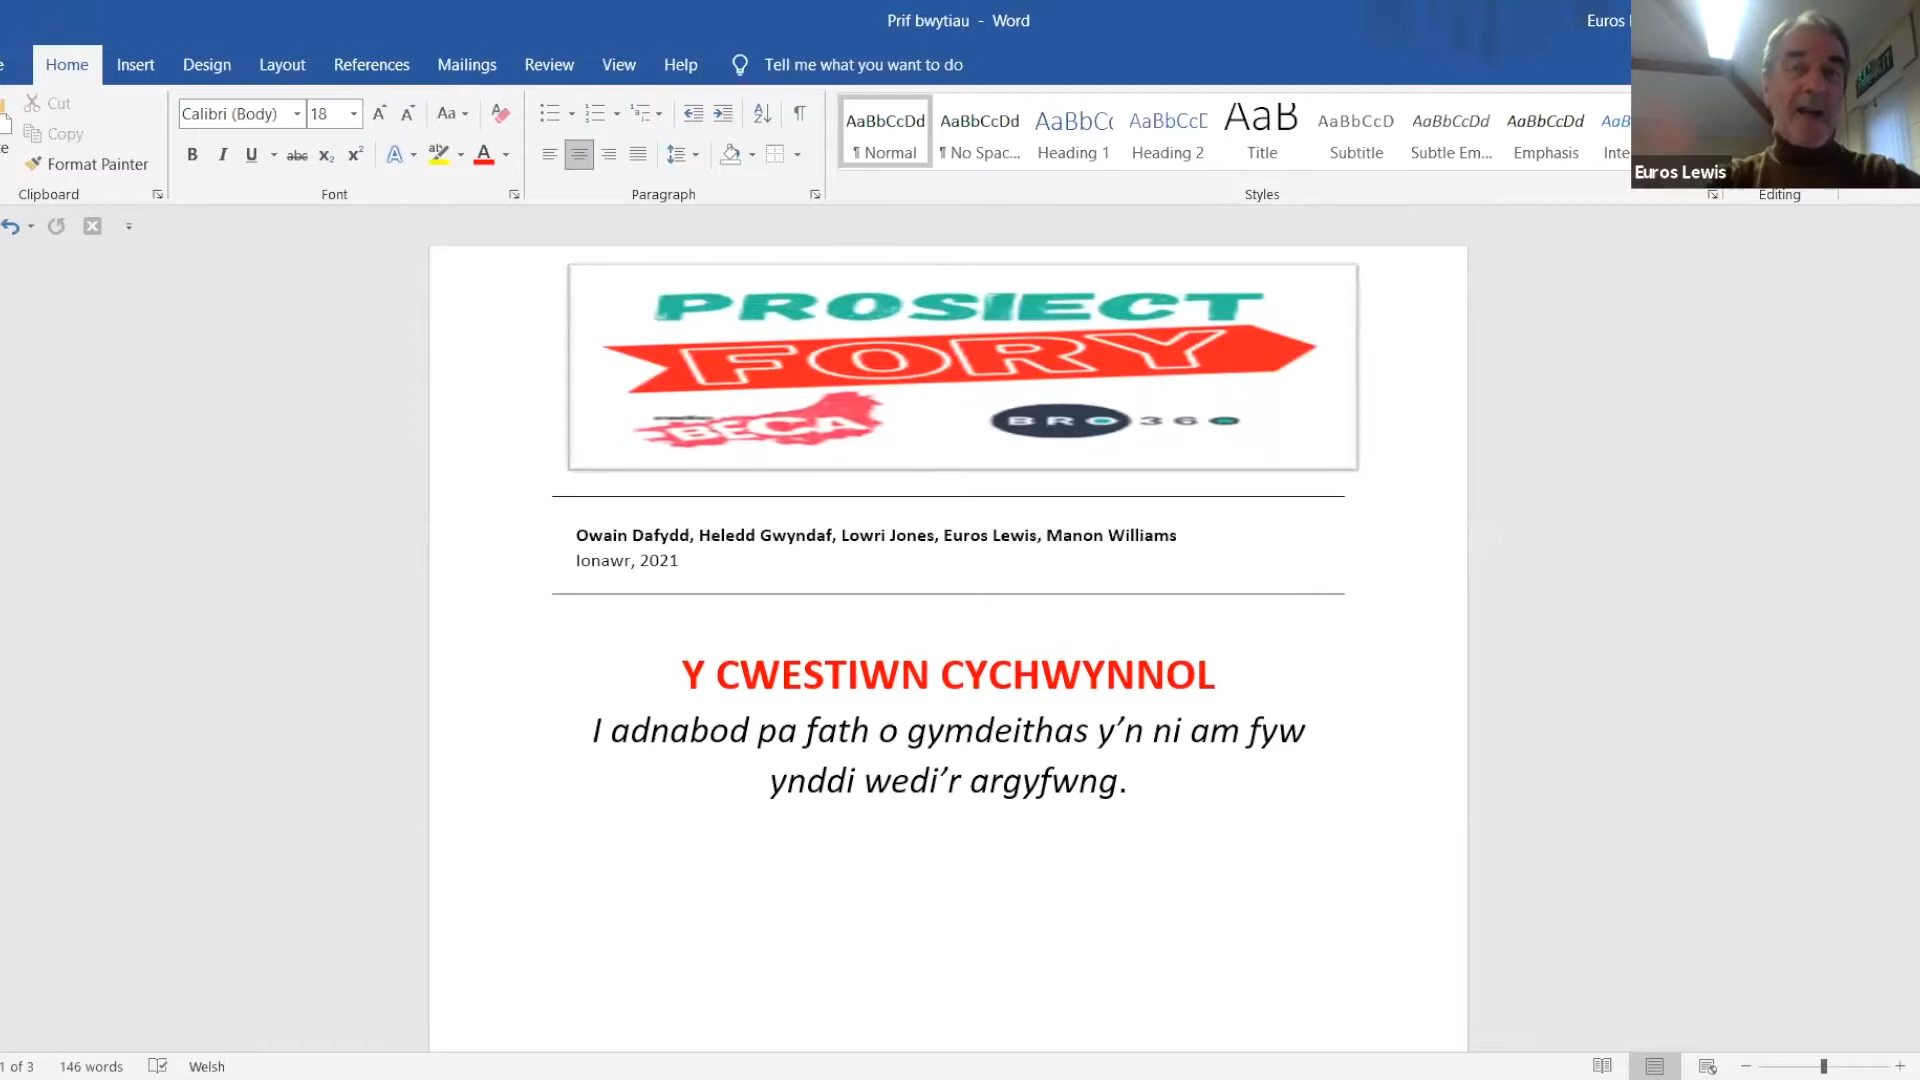 Prif bwytiau - Word
Euros
Home Insert Design Layout References Mailings Review View Help Tell me what you want to do
Cut
Copy
Format Painter
Clipboard
Calibri (Body) 18
Font
Paragraph
AaBbCcDd AaBbCcDd AaBbC AaBbCcD AaB AaBbCcD AaBbCcDd AaBbCcDd AaB
¶ Normal ¶ No Spac... Heading 1 Heading 2 Title Subtitle Subtle Em... Emphasis Inte
Styles
Editing
Euros Lewis
PROSIECT
FORY
BECA
BRO360
Owain Dafydd, Heledd Gwyndaf, Lowri Jones, Euros Lewis, Manon Williams
Ionawr, 2021
Y CWESTIWN CYCHWYNNOL
I adnabod pa fath o gymdeithas y’n ni am fyw
ynddi wedi’r argyfwng.
1 of 3 146 words Welsh